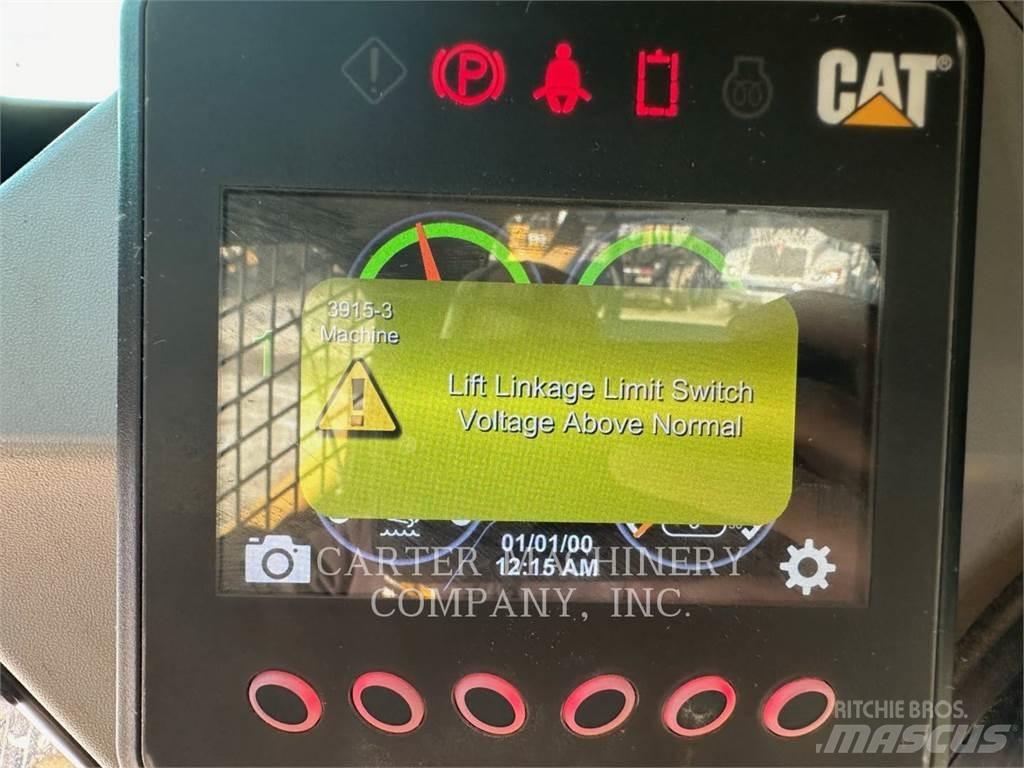 P
CAT®
3915-3
Machine
Lift Linkage Limit Switch
Voltage Above Normal
1
01/01/00
12:15 AM
CARTER MACHINERY
COMPANY, INC.
RITCHIE BROS.
MASCUS